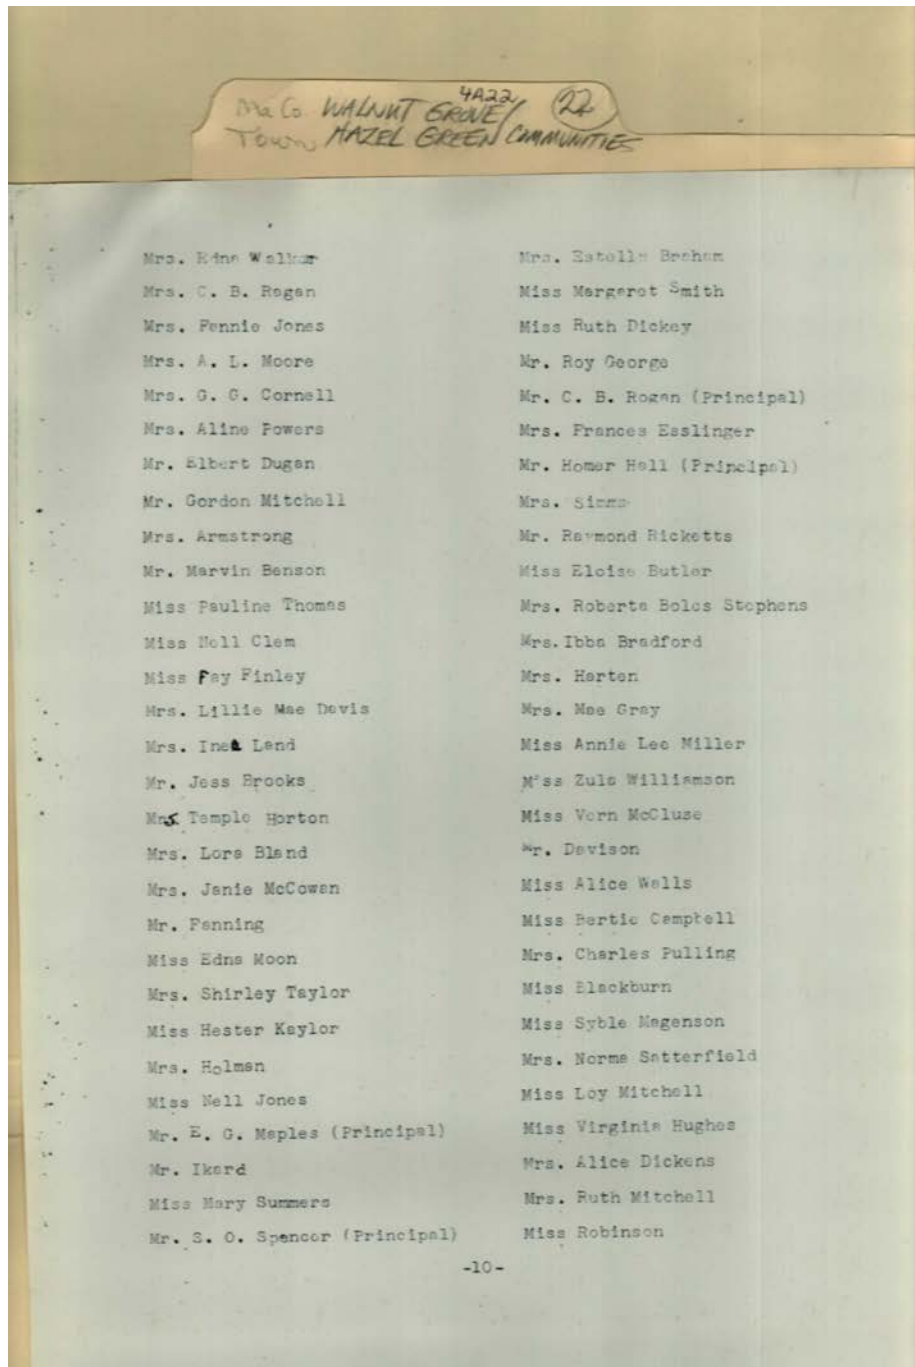 Ma Co WALNUT GROVE/ 4A22 22
Town HAZEL GREEN COMMUNITIES
Mrs. Edna Walker
Mrs. C. B. Rogan
Mrs. Fannie Jones
Mrs. A. L. Moore
Mrs. G. G. Cornell
Mrs. Aline Powers
Mr. Elbert Dugan
Mr. Gordon Mitchell
Mrs. Armstrong
Mr. Marvin Benson
Miss Pauline Thomas
Miss Nell Clem
Miss Fay Finley
Mrs. Lillie Mae Davis
Mrs. Inea Land
Mr. Jess Brooks
Mrs Temple Horton
Mrs. Lora Bland
Mrs. Janie McCowan
Mr. Fanning
Miss Edna Moon
Mrs. Shirley Taylor
Miss Hester Kaylor
Mrs. Holman
Miss Nell Jones
Mr. E. G. Maples (Principal)
Mr. Ikard
Miss Mary Summers
Mr. S. O. Spencer (Principal)
Mrs. Estelle Braham
Miss Margaret Smith
Miss Ruth Dickey
Mr. Roy George
Mr. C. B. Rogan (Principal)
Mrs. Frances Esslinger
Mr. Homer Hall (Principal)
Mrs. Simms
Mr. Raymond Ricketts
Miss Eloise Butler
Mrs. Roberta Boles Stephens
Mrs. Ibba Bradford
Mrs. Harton
Mrs. Mae Gray
Miss Annie Lee Miller
Miss Zula Williamson
Miss Vern McCluse
Mr. Davison
Miss Alice Walls
Miss Bertie Campbell
Mrs. Charles Pulling
Miss Blackburn
Miss Syble Magenson
Mrs. Norma Satterfield
Miss Loy Mitchell
Miss Virginia Hughes
Mrs. Alice Dickens
Mrs. Ruth Mitchell
Miss Robinson
-10-